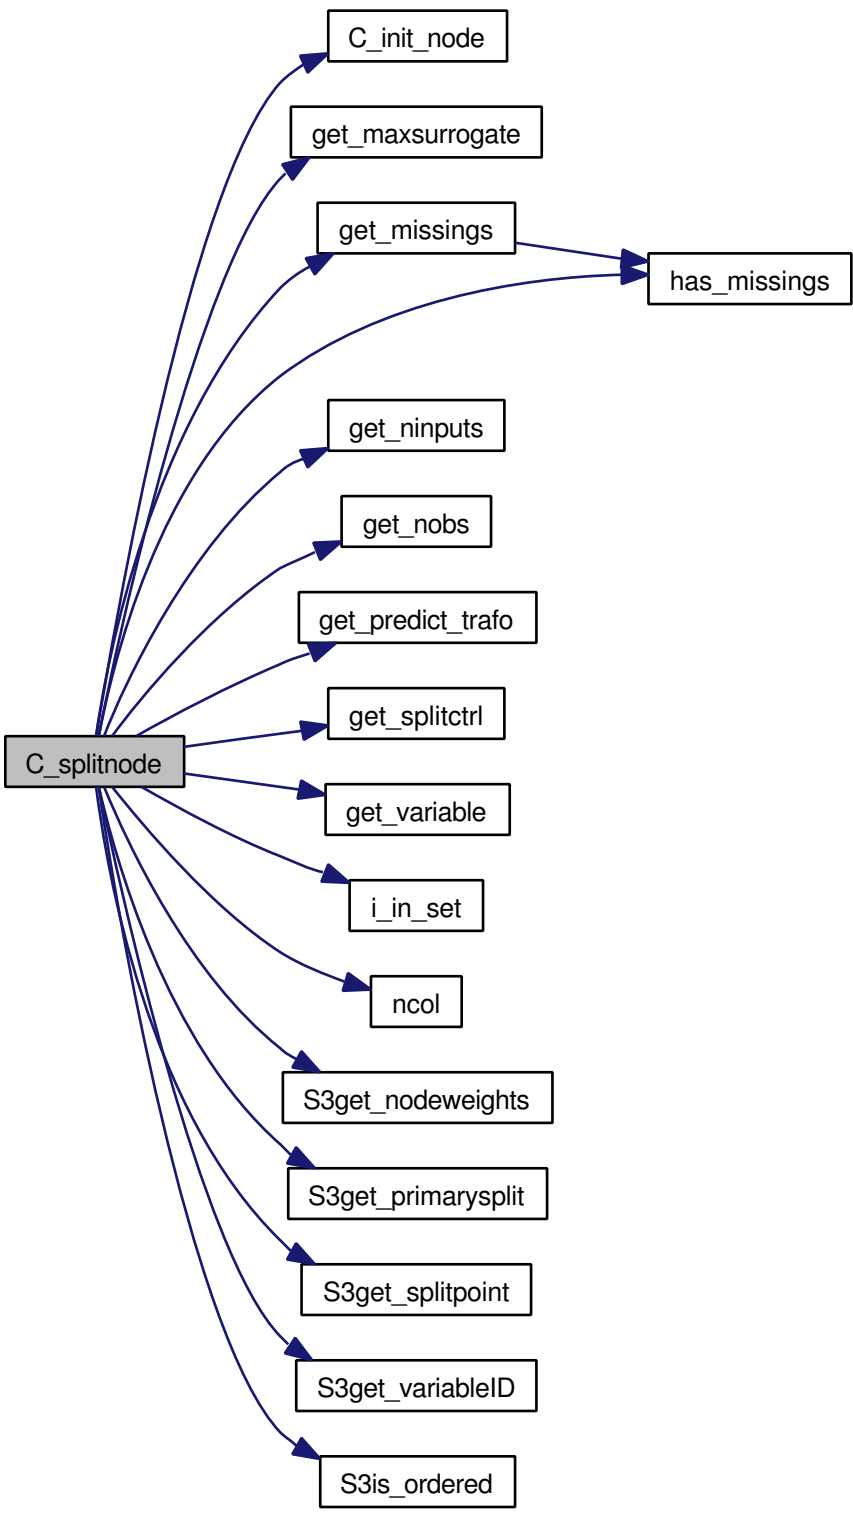 C_init_node
get_maxsurrogate
get_missings
has_missings
get_ninputs
get_nobs
get_predict_trafo
get_splitctrl
C_splitnode
get_variable
i_in_set
ncol
S3get_nodeweights
S3get_primarysplit
S3get_splitpoint
S3get_variableID
S3is_ordered